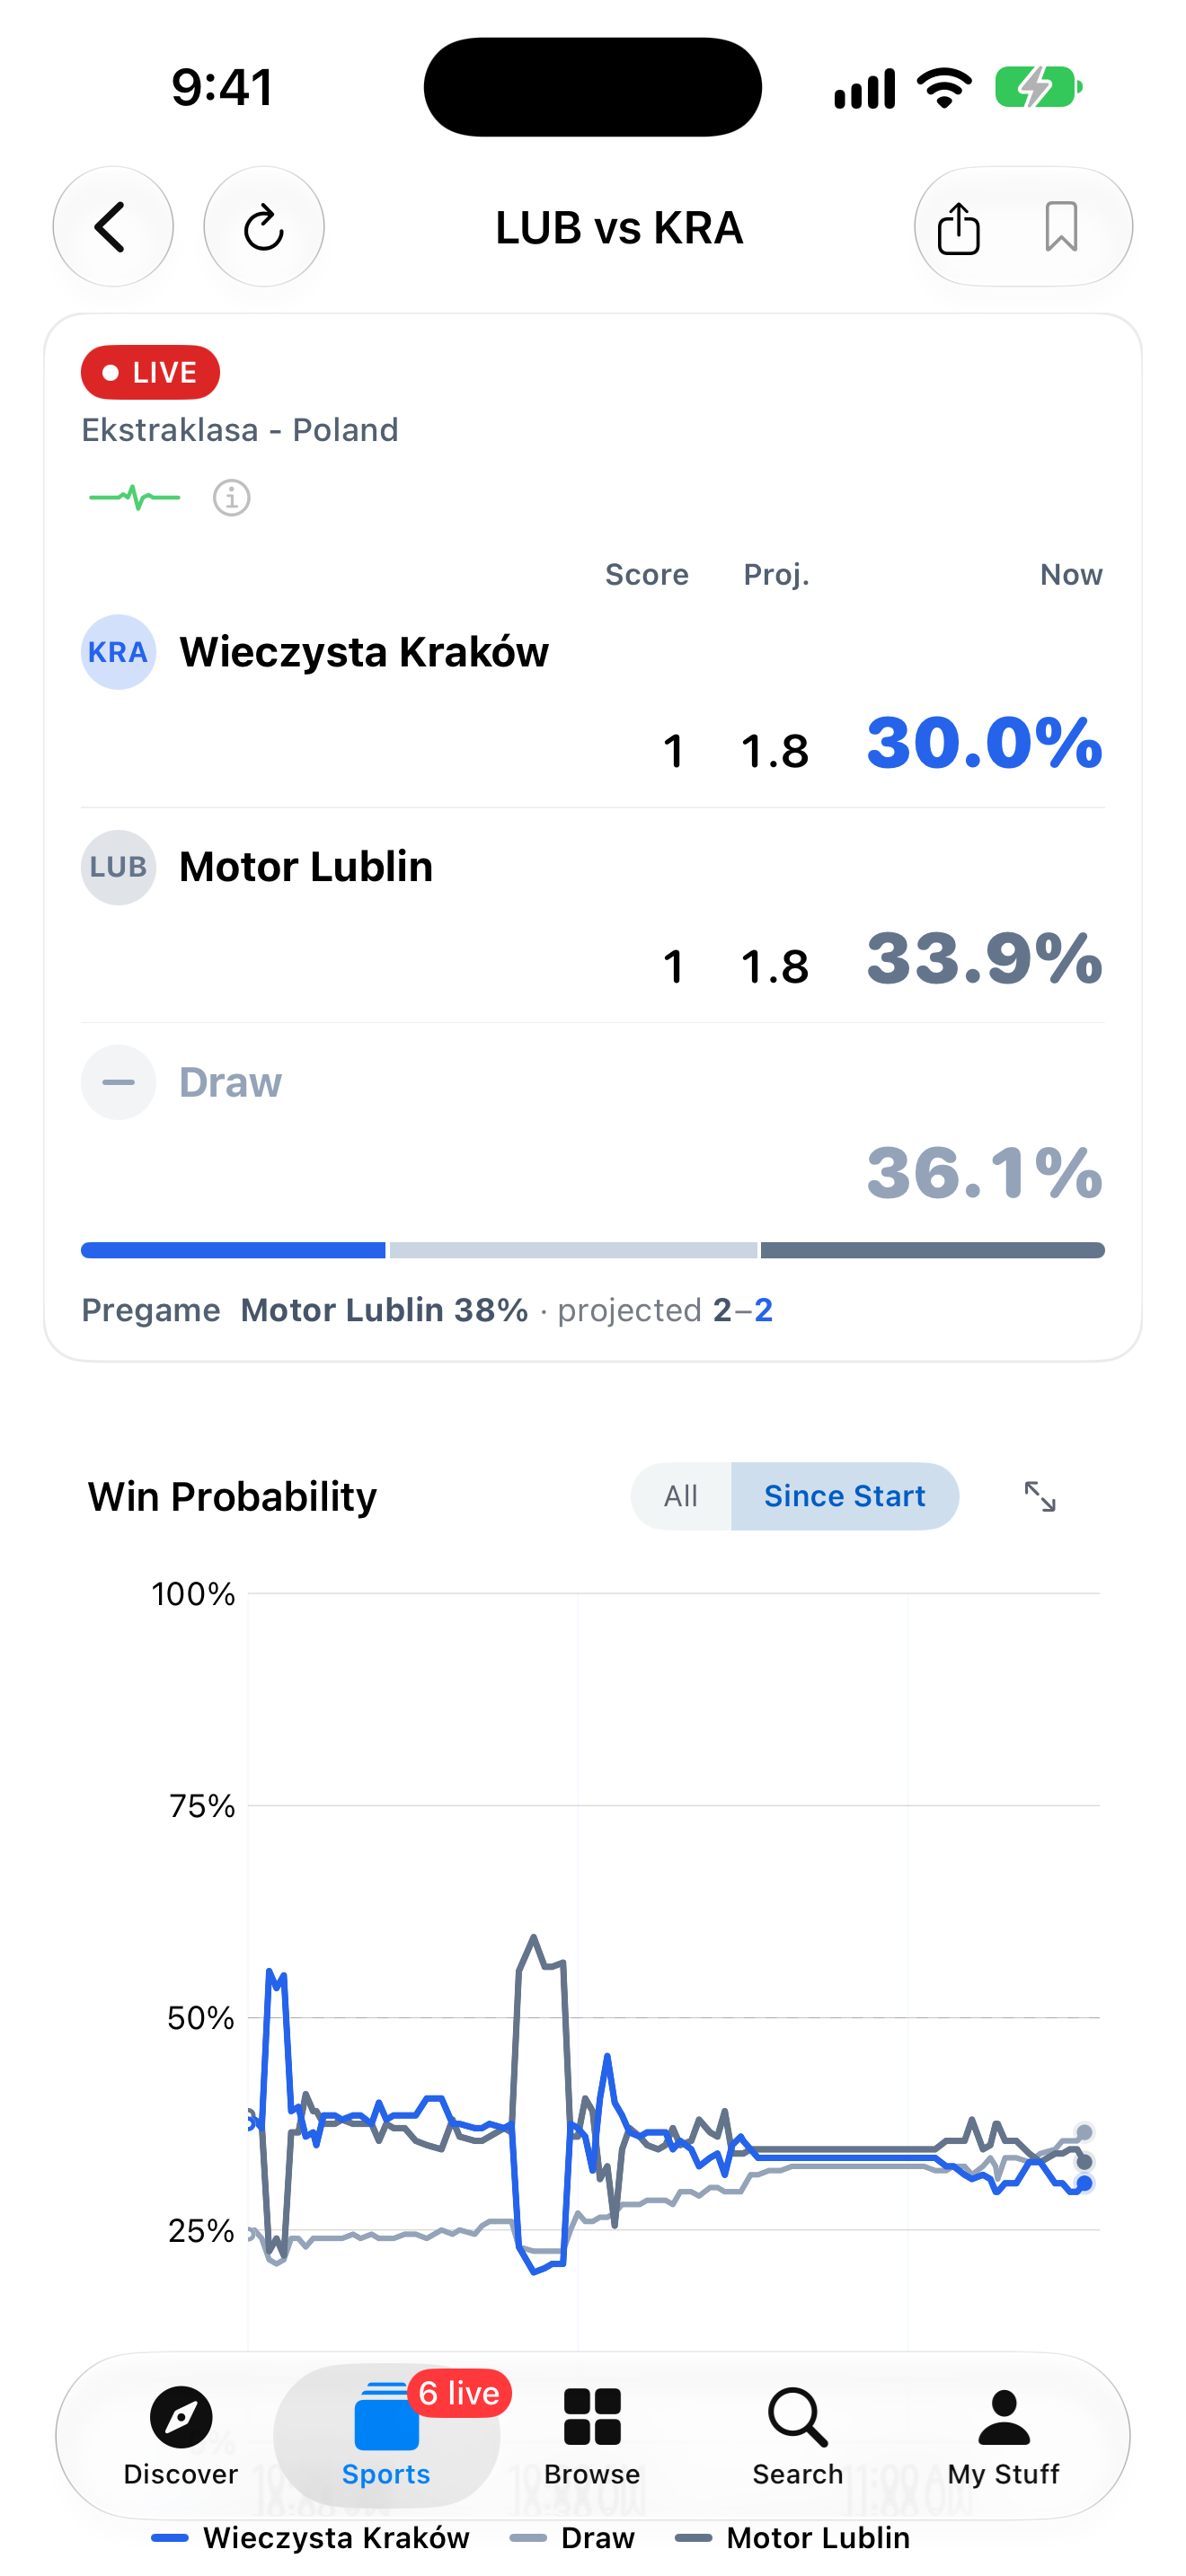 9:41
LUB vs KRA
LIVE
Ekstraklasa - Poland
Score Proj. Now
KRA Wieczysta Kraków
1 1.8 30.0%
LUB Motor Lublin
1 1.8 33.9%
Draw
36.1%
Pregame Motor Lublin 38% · projected 2–2
Win Probability All Since Start
100%
75%
50%
25%
6 live
Discover Sports Browse Search My Stuff
Wieczysta Kraków Draw Motor Lublin